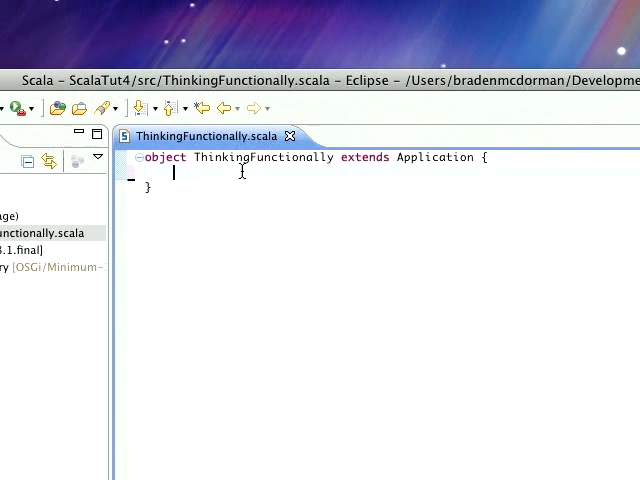 Scala – ScalaTut4/src/ThinkingFunctionally.scala – Eclipse – /Users/bradenmcdorman/Developme
ThinkingFunctionally.scala
object ThinkingFunctionally extends Application {
}
age)
unctionally.scala
.1.final]
ry [OSGi/Minimum-